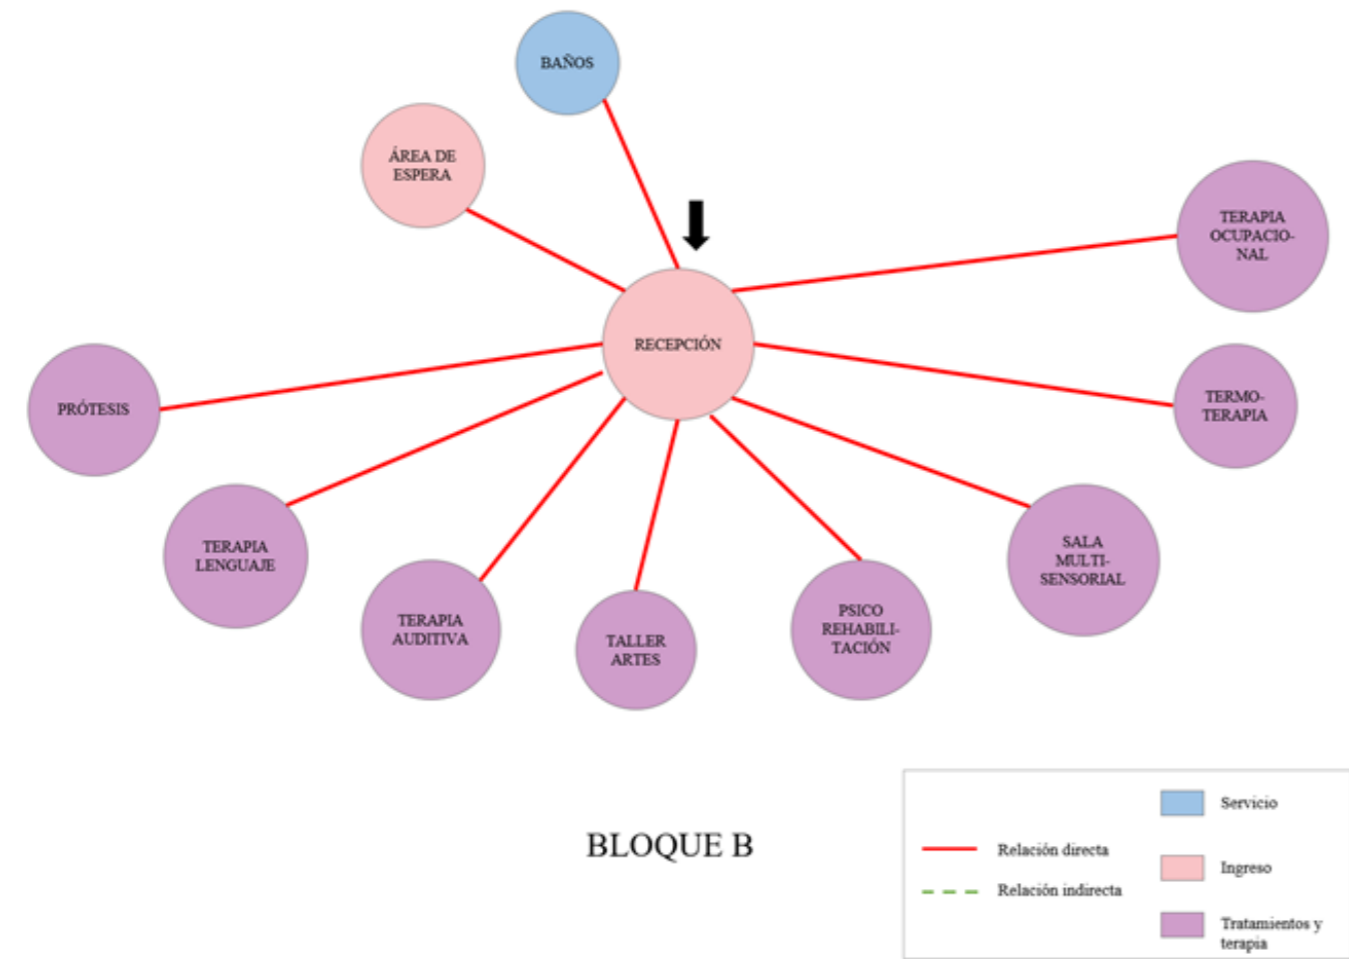 BAÑOS
ÁREA DE
ESPERA
TERAPIA
OCUPACIO-
NAL
RECEPCIÓN
PRÓTESIS
TERMO-
TERAPIA
TERAPIA
LENGUAJE
SALA
MULTI-
SENSORIAL
TERAPIA
AUDITIVA
TALLER
ARTES
PSICO
REHABILI-
TACIÓN
BLOQUE B
Relación directa
Relación indirecta
Servicio
Ingreso
Tratamientos y
terapia